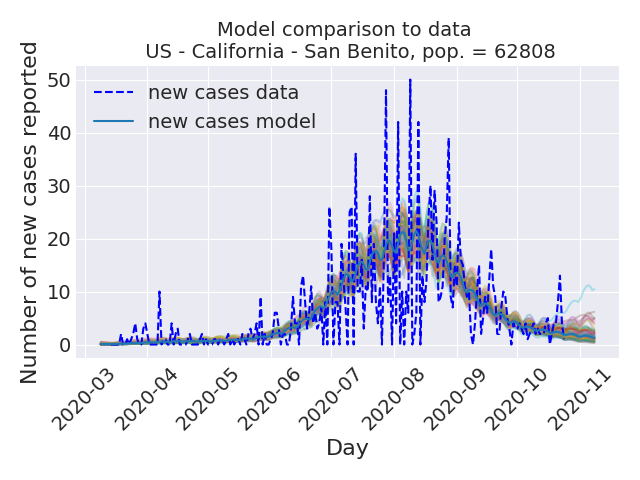 Model comparison to data
US - California - San Benito, pop. = 62808
Number of new cases reported
50
40
30
20
10
0
new cases data
new cases model
2020-03
2020-04
2020-05
2020-06
2020-07
2020-08
2020-09
2020-10
2020-11
Day